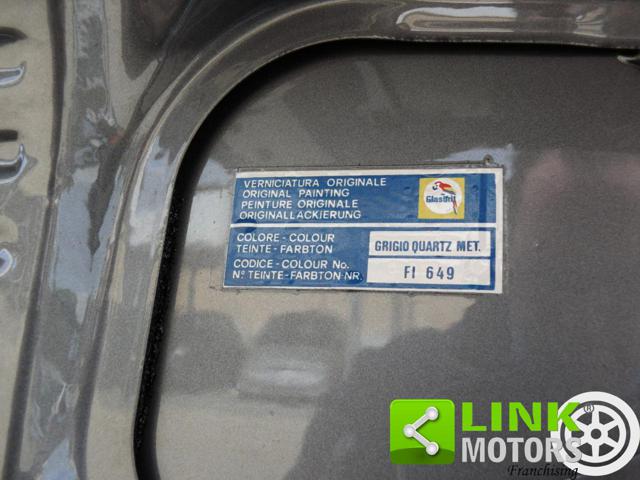 VERNICIATURA ORIGINALE
ORIGINAL PAINTING
PEINTURE ORIGINALE
ORIGINALLACKIERUNG
Glasurit
COLORE - COLOUR
TEINTE - FARBTON
GRIGIO QUARTZ MET.
CODICE - COLOUR No.
N° TEINTE - FARBTON-NR.
FI 649
LINK
MOTORS
Franchising